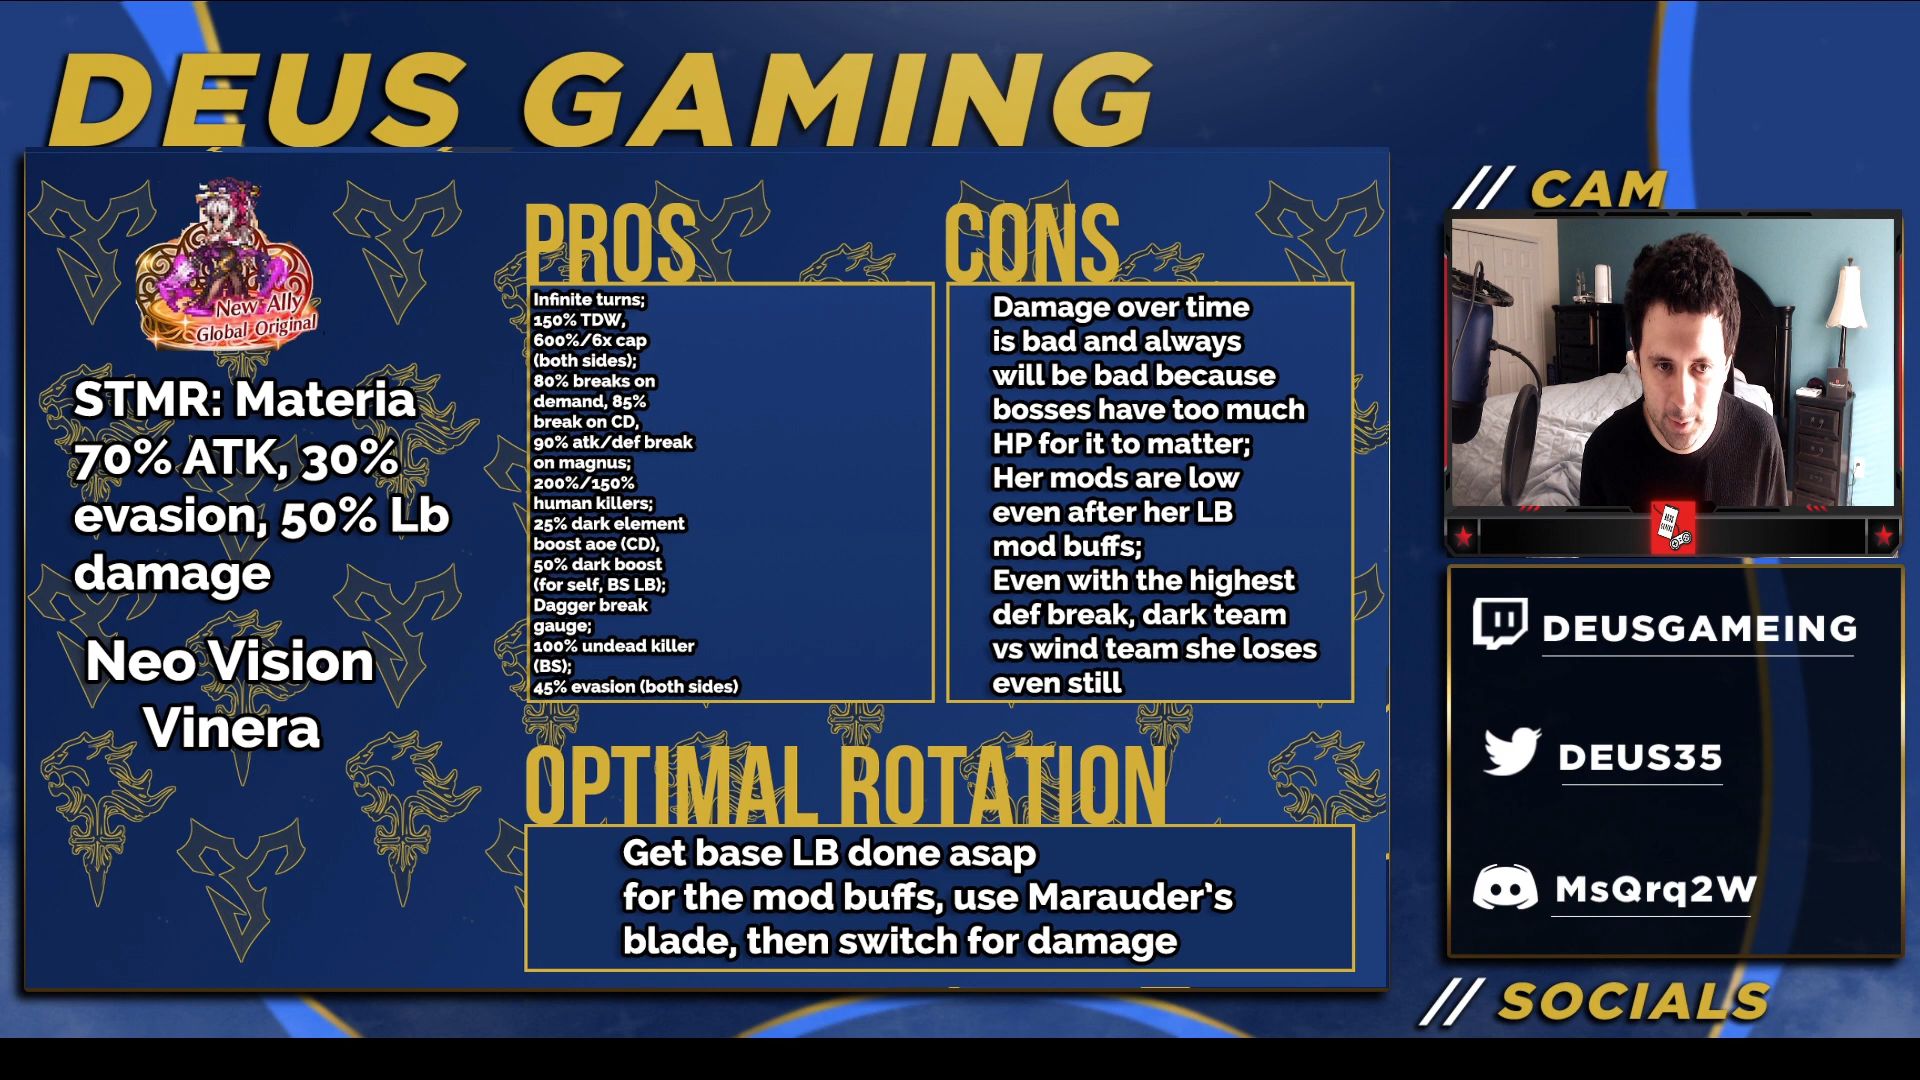 DEUS GAMING
New Ally
Global Original
STMR: Materia
70% ATK, 30%
evasion, 50% Lb
damage
Neo Vision
Vinera
PROS
Infinite turns;
150% TDW,
600%/6x cap
(both sides);
80% breaks on
demand, 85%
break on CD,
90% atk/def break
on magnus;
200%/150%
human killers;
25% dark element
boost aoe (CD),
50% dark boost
(for self, BS LB);
Dagger break
gauge;
100% undead killer
(BS);
45% evasion (both sides)
CONS
Damage over time
is bad and always
will be bad because
bosses have too much
HP for it to matter;
Her mods are low
even after her LB
mod buffs;
Even with the highest
def break, dark team
vs wind team she loses
even still
OPTIMAL ROTATION
Get base LB done asap
for the mod buffs, use Marauder's
blade, then switch for damage
// CAM
DEUSGAMEING
DEUS35
MsQrq2W
// SOCIALS